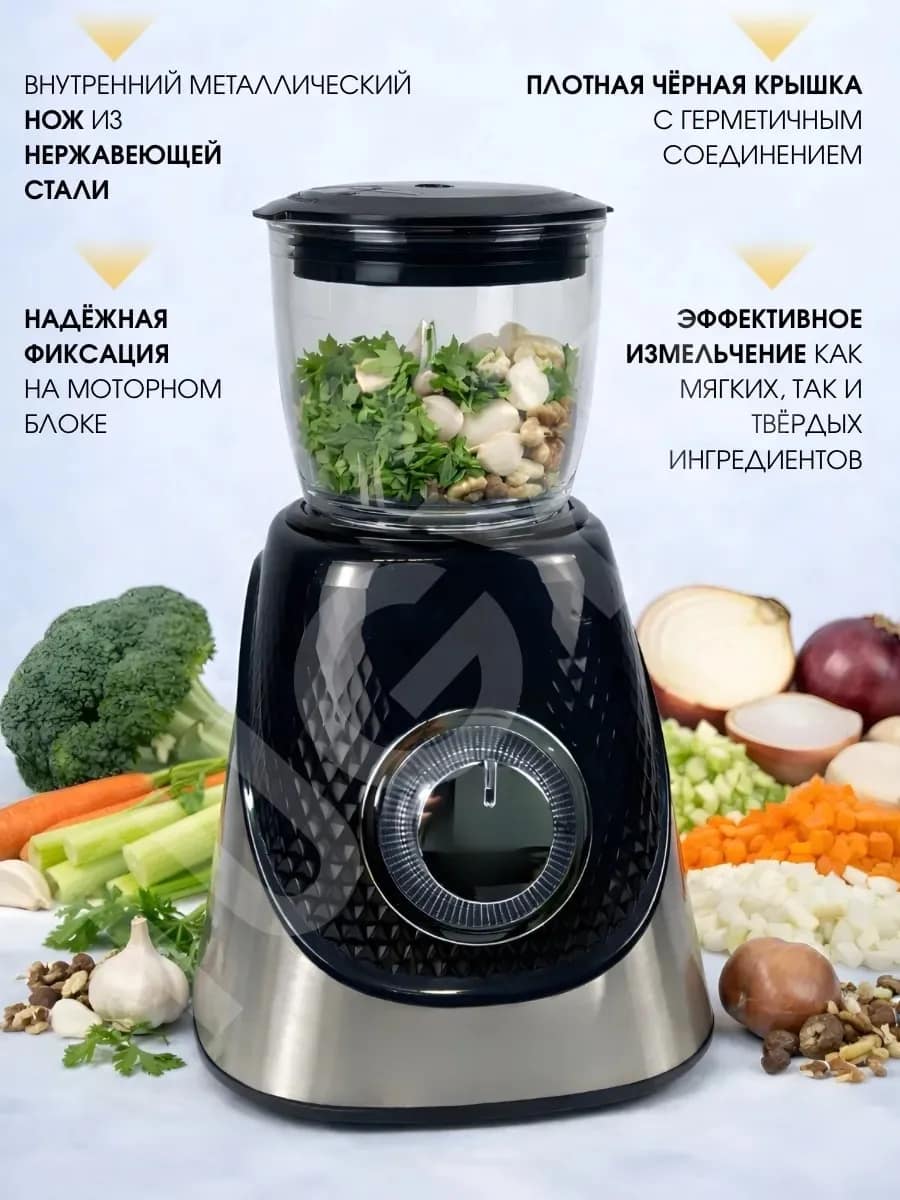 ВНУТРЕННИЙ МЕТАЛЛИЧЕСКИЙ
НОЖ ИЗ
НЕРЖАВЕЮЩЕЙ
СТАЛИ
ПЛОТНАЯ ЧЁРНАЯ КРЫШКА
С ГЕРМЕТИЧНЫМ
СОЕДИНЕНИЕМ
НАДЁЖНАЯ
ФИКСАЦИЯ
НА МОТОРНОМ
БЛОКЕ
ЭФФЕКТИВНОЕ
ИЗМЕЛЬЧЕНИЕ КАК
МЯГКИХ, ТАК И
ТВЁРДЫХ
ИНГРЕДИЕНТОВ